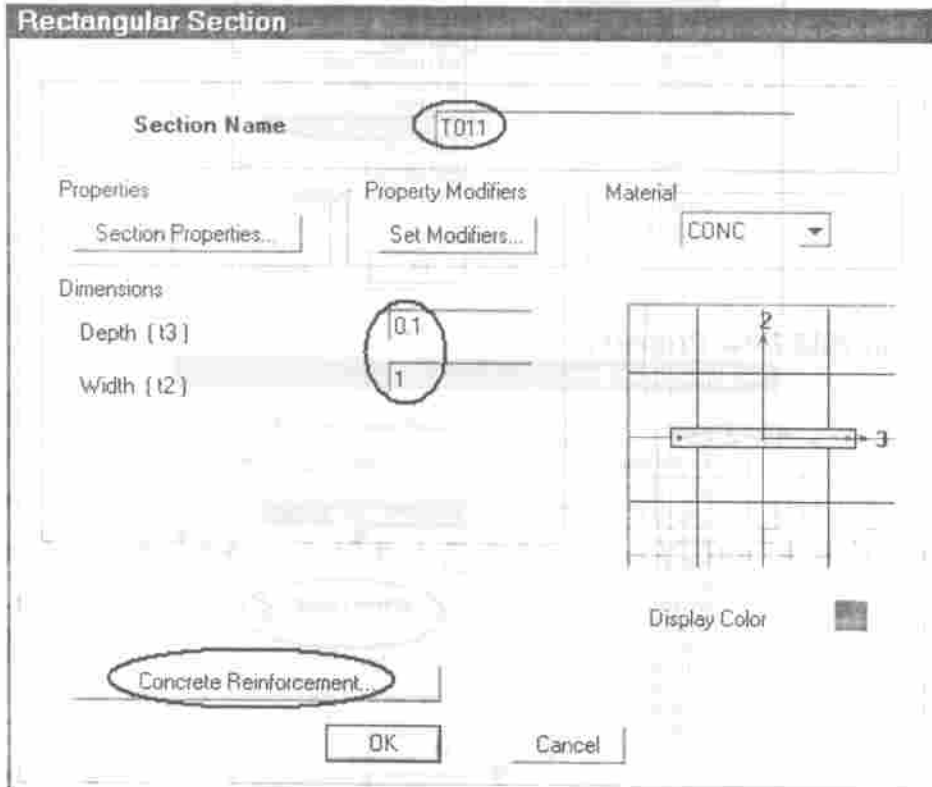 Rectangular Section
Section Name
T011
Properties
Property Modifiers
Material
Section Properties...
Set Modifiers...
CONC
Dimensions
Depth (t3)
0.1
Width (t2)
1
2
3
Display Color
Concrete Reinforcement...
OK
Cancel